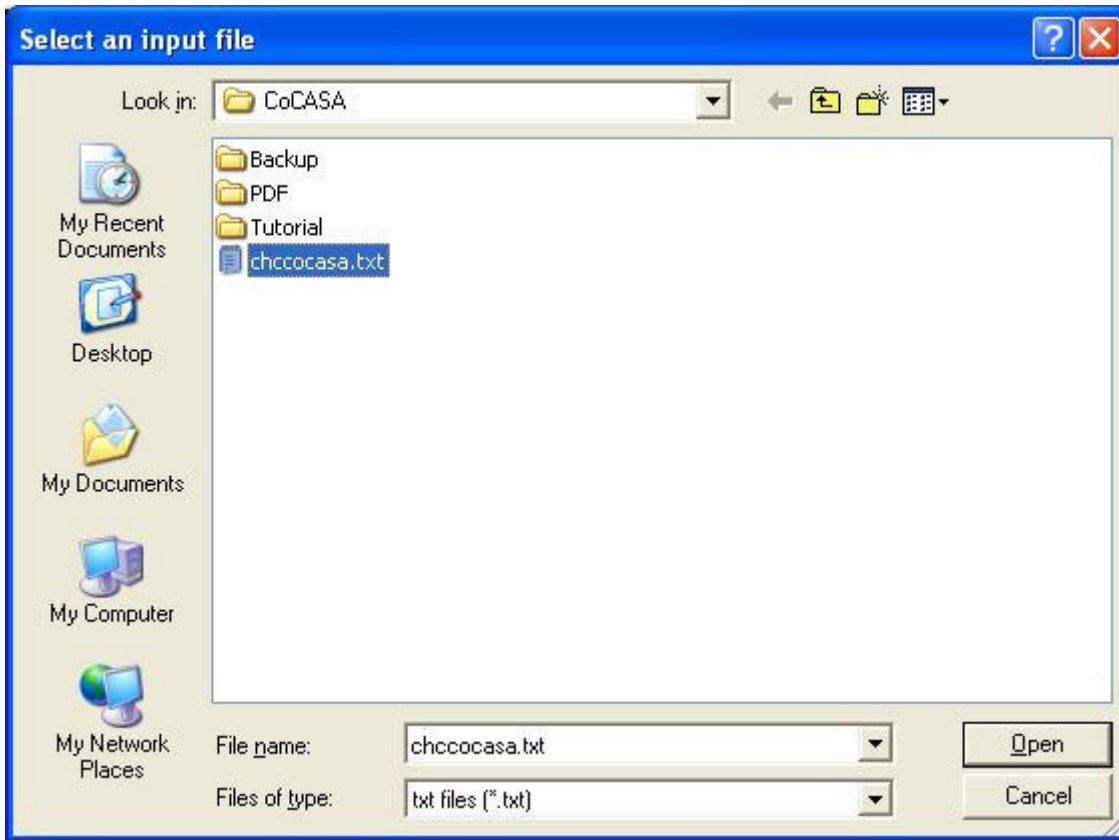 Select an input file
Look in: CoCASA
Backup
PDF
Tutorial
chccocasa.txt
My Recent
Documents
Desktop
My Documents
My Computer
My Network
Places
File name: chccocasa.txt Open
Files of type: txt files (*.txt) Cancel